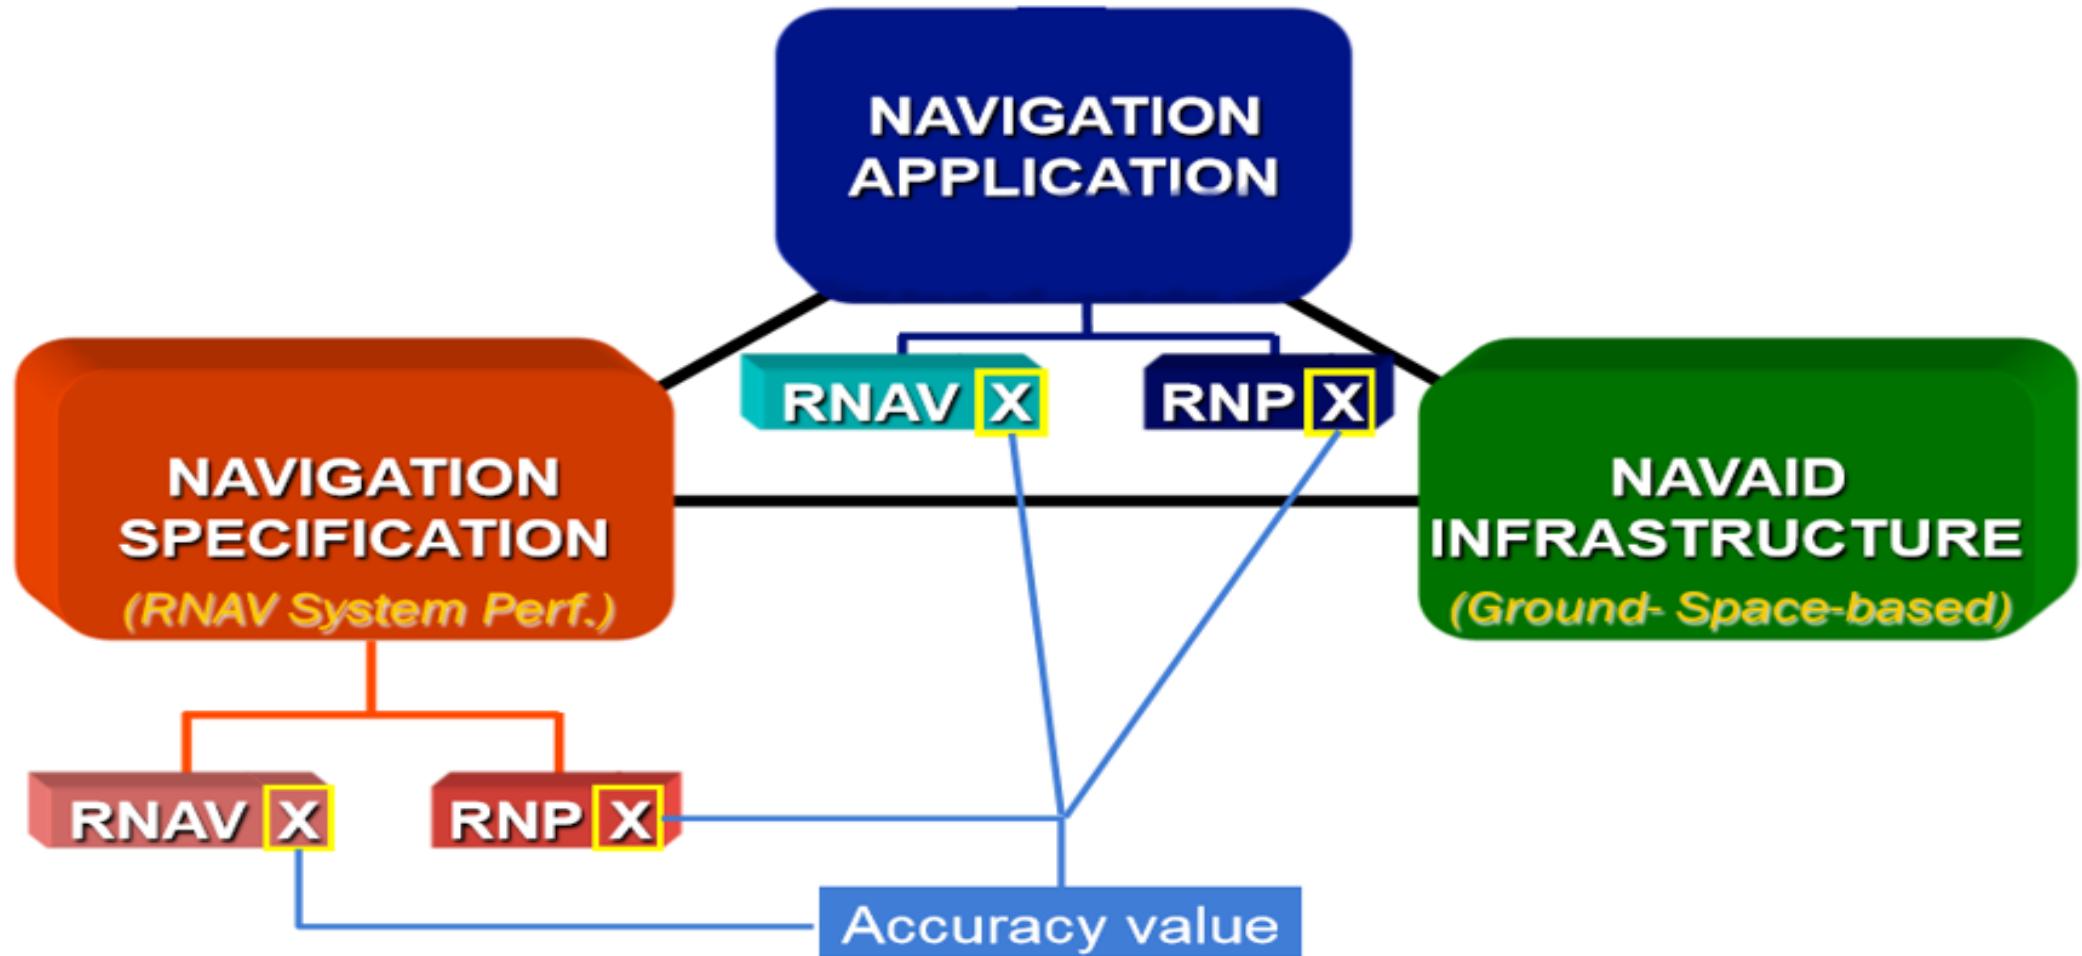 NAVIGATION
APPLICATION
RNAV X
RNP X
NAVIGATION
SPECIFICATION
(RNAV System Perf.)
NAVAID
INFRASTRUCTURE
(Ground- Space-based)
RNAV X
RNP X
Accuracy value